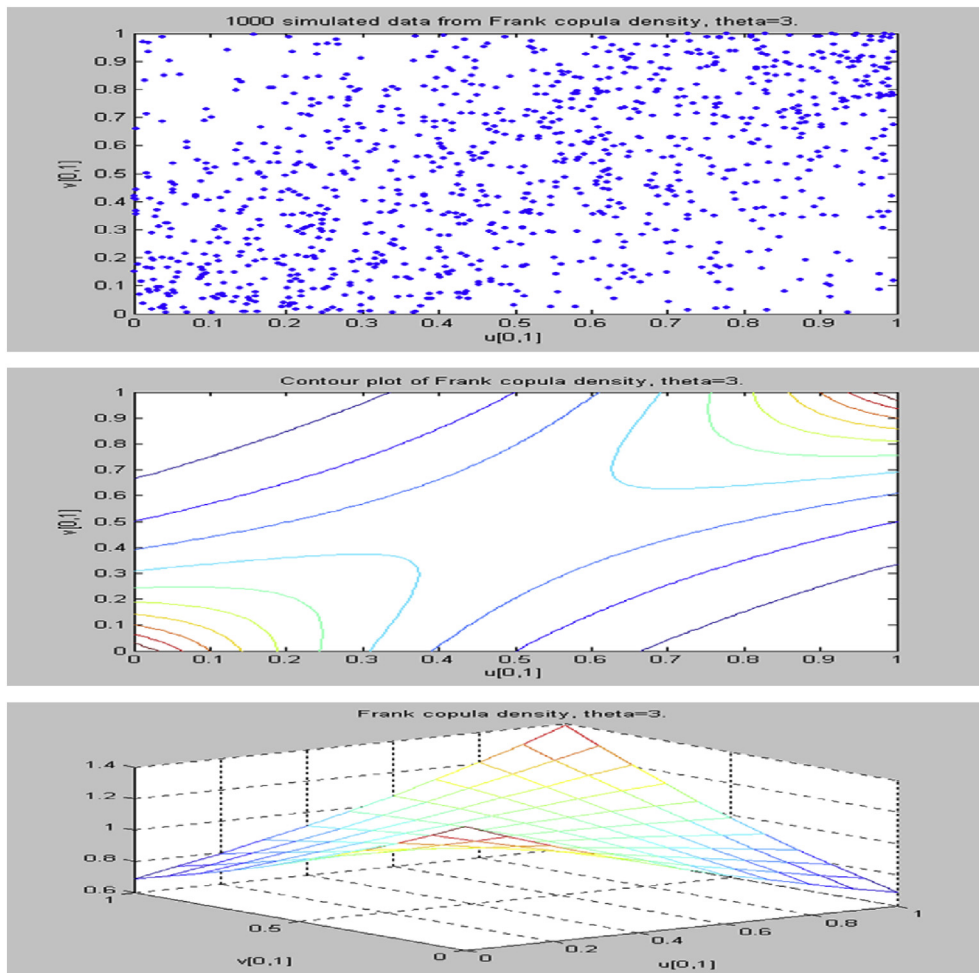 1000 simulated data from Frank copula density, theta=3.
1
0.9
0.8
0.7
0.6
0.5
0.4
0.3
0.2
0.1
0
v[0,1]
0 0.1 0.2 0.3 0.4 0.5 0.6 0.7 0.8 0.9 1
u[0,1]
Contour plot of Frank copula density, theta=3.
1
0.9
0.8
0.7
0.6
0.5
0.4
0.3
0.2
0.1
0
v[0,1]
0 0.1 0.2 0.3 0.4 0.5 0.6 0.7 0.8 0.9 1
u[0,1]
Frank copula density, theta=3.
1.4
1.2
1
0.8
0.6
1
0.5
0
v[0,1]
0 0.2 0.4 0.6 0.8 1
u[0,1]